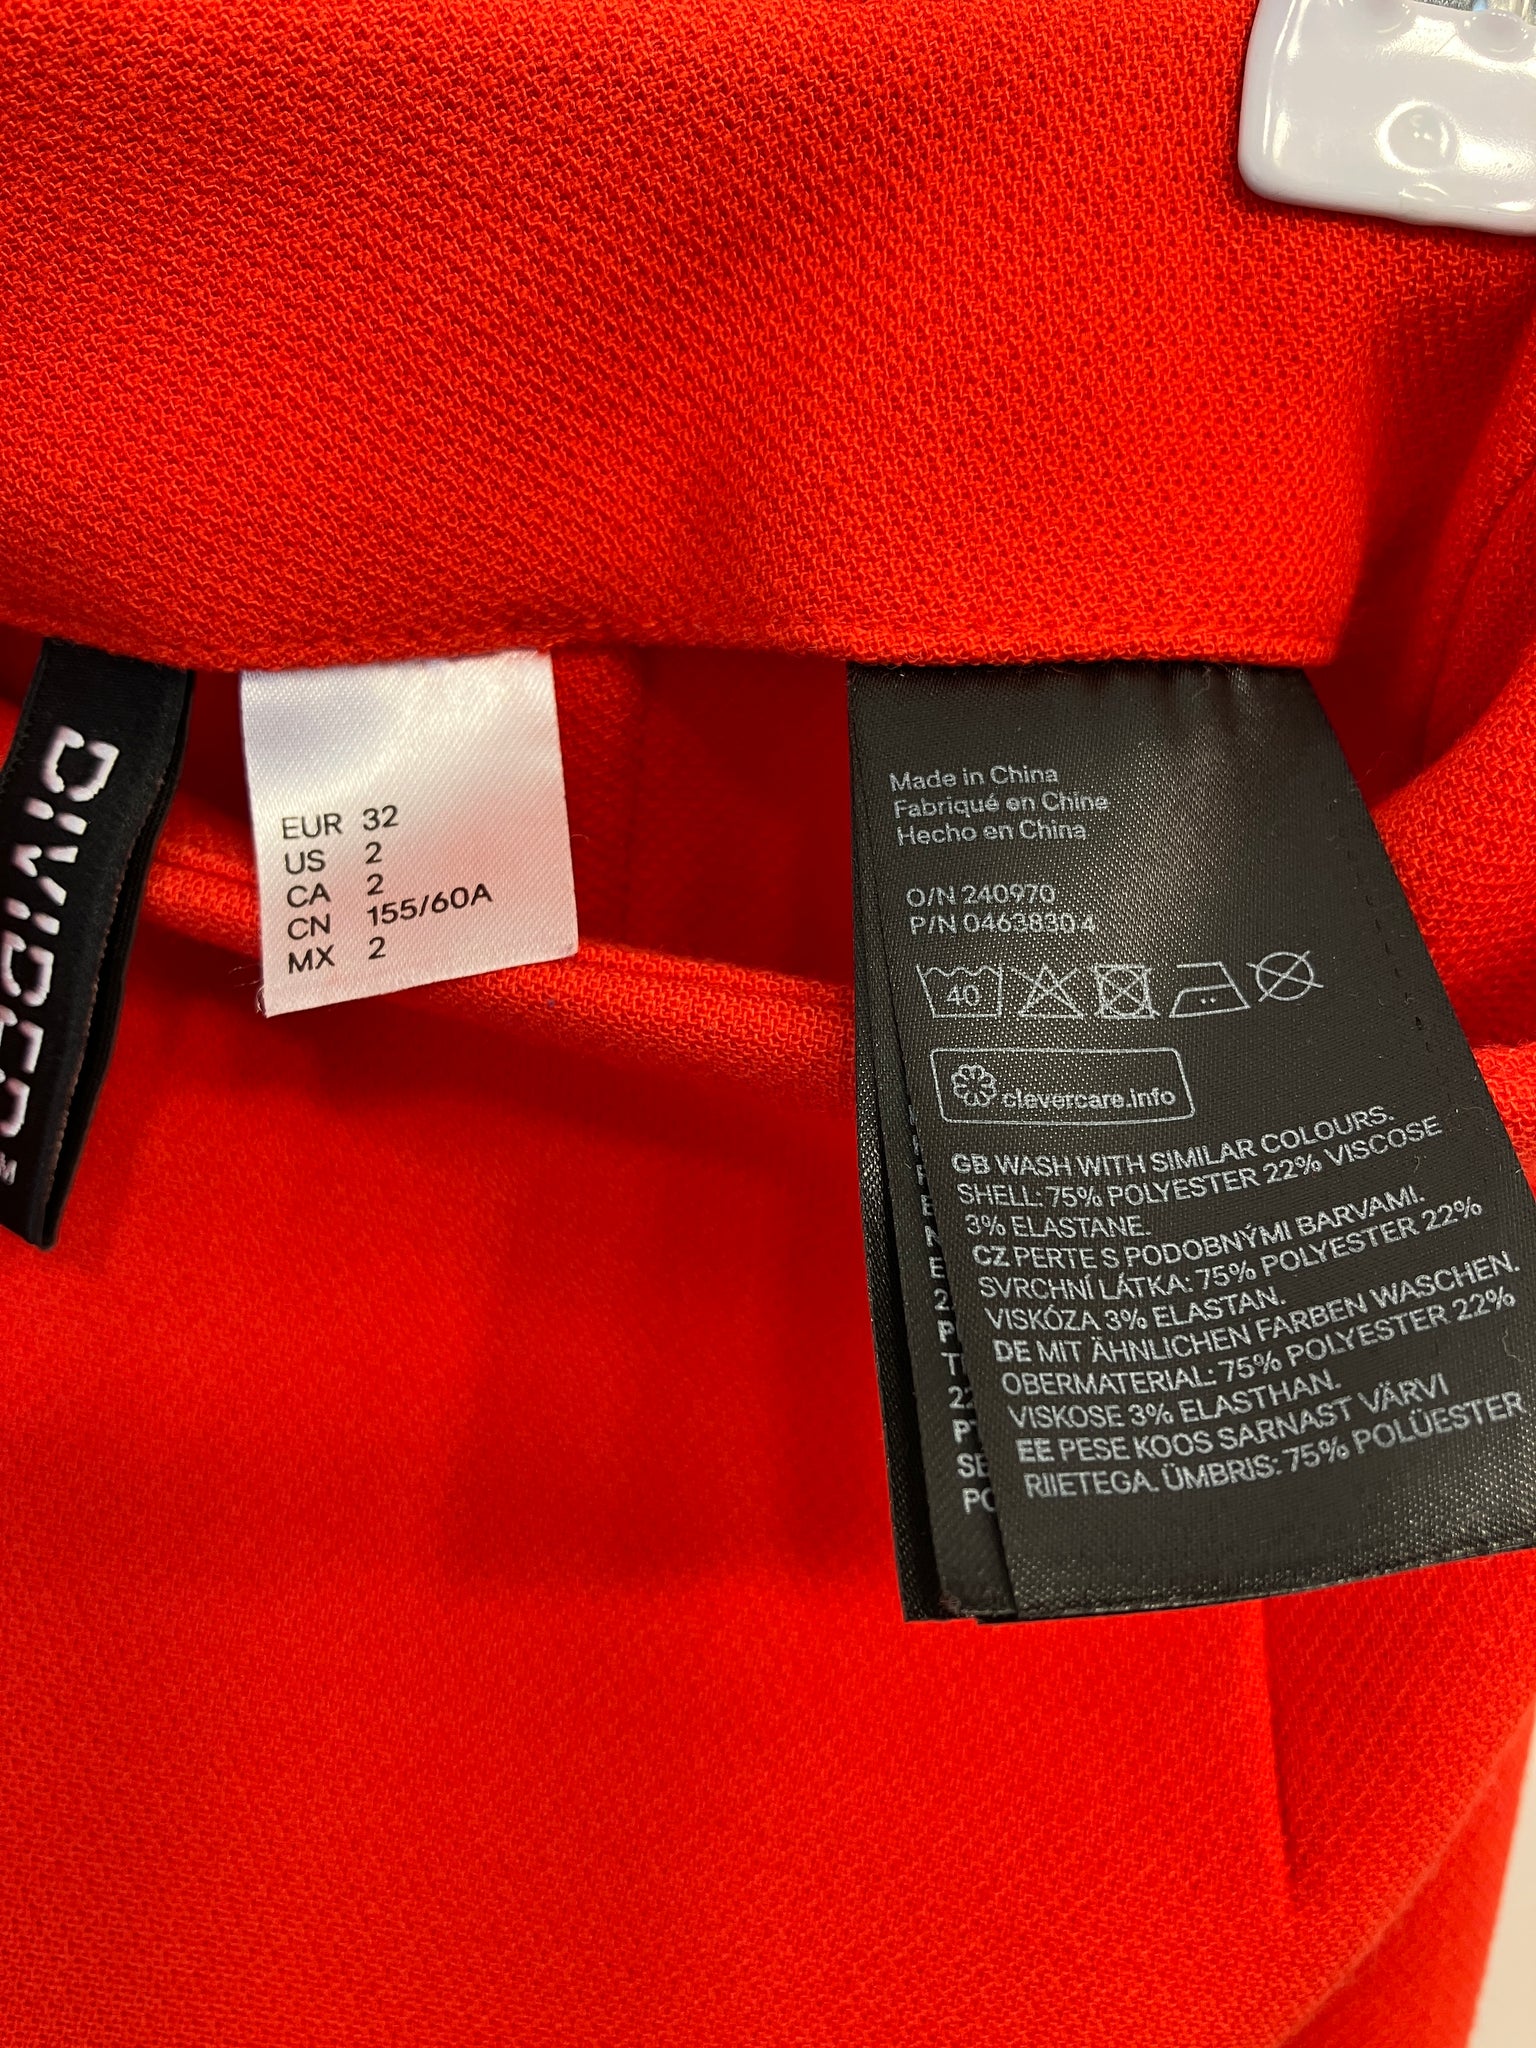 DIVIDED
EUR 32
US 2
CA 2
CN 155/60A
MX 2
Made in China
Fabriqué en Chine
Hecho en China
O/N 240970
P/N 04638304
40
clevercare.info
GB WASH WITH SIMILAR COLOURS.
SHELL: 75% POLYESTER 22% VISCOSE
3% ELASTANE.
CZ PERTE S PODOBNÝMI BARVAMI.
SVRCHNÍ LÁTKA: 75% POLYESTER 22%
VISKÓZA 3% ELASTAN.
DE MIT ÄHNLICHEN FARBEN WASCHEN.
OBERMATERIAL: 75% POLYESTER 22%
VISKOSE 3% ELASTHAN.
EE PESE KOOS SARNAST VÄRVI
RIIETEGA. ÜMBRIS: 75% POLÜESTER